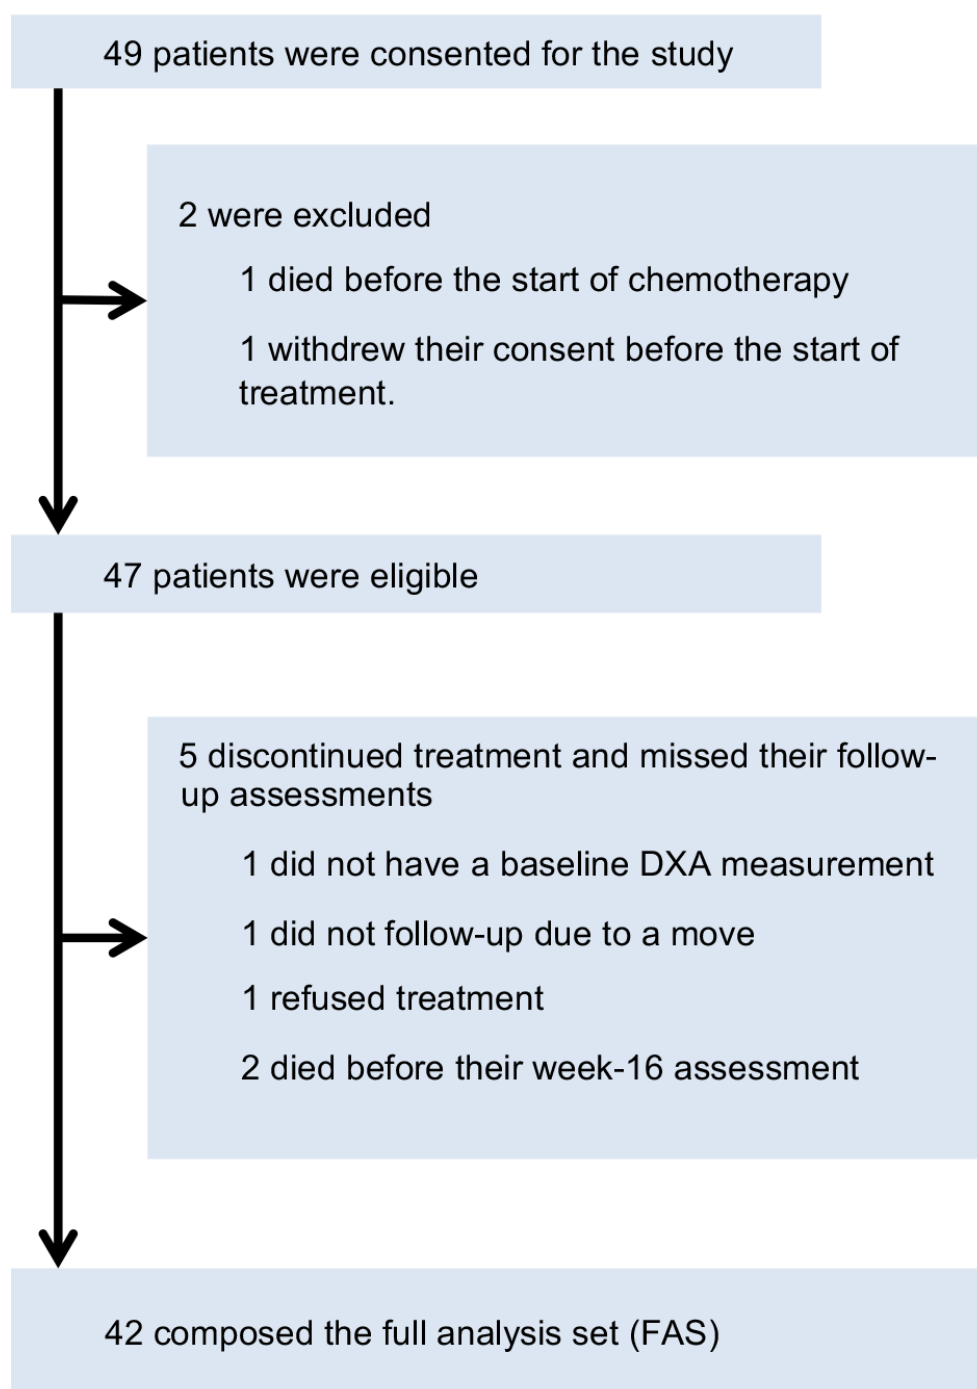 49 patients were consented for the study
2 were excluded
1 died before the start of chemotherapy
1 withdrew their consent before the start of
treatment.
47 patients were eligible
5 discontinued treatment and missed their follow-
up assessments
1 did not have a baseline DXA measurement
1 did not follow-up due to a move
1 refused treatment
2 died before their week-16 assessment
42 composed the full analysis set (FAS)